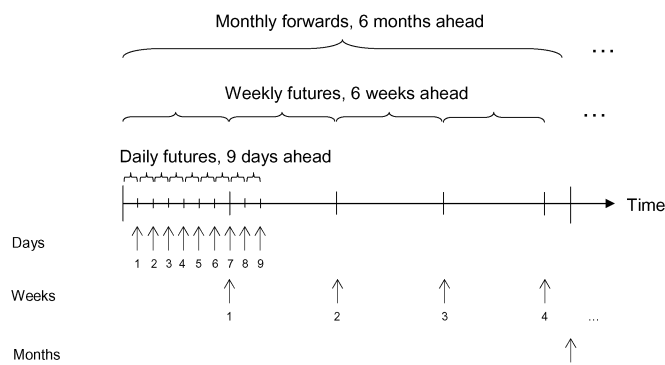 Monthly forwards, 6 months ahead
...
Weekly futures, 6 weeks ahead
...
Daily futures, 9 days ahead
Time
Days
1 2 3 4 5 6 7 8 9
Weeks
1 2 3 4 ...
Months